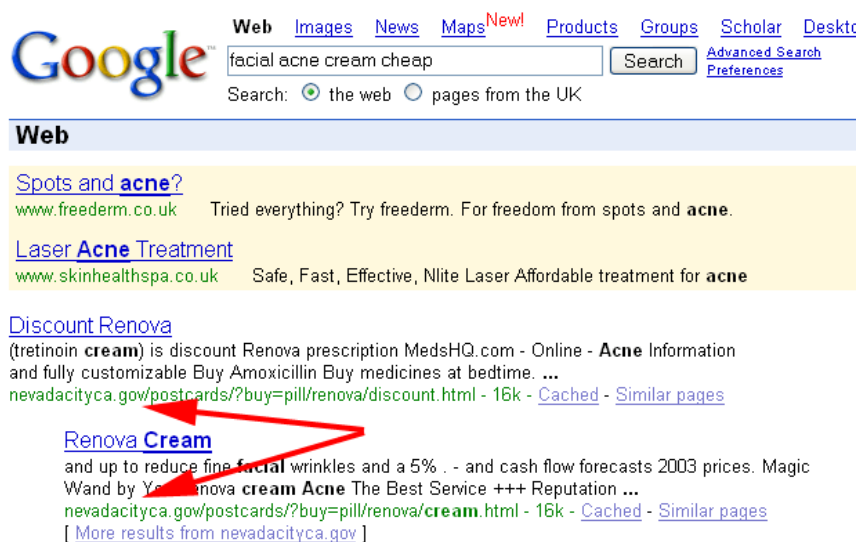 Web Images News Maps New! Products Groups Scholar Deskto
Google™
facial acne cream cheap Search Advanced Search
Preferences
Search: the web pages from the UK
Web
Spots and acne?
www.freederm.co.uk Tried everything? Try freederm. For freedom from spots and acne.
Laser Acne Treatment
www.skinhealthspa.co.uk Safe, Fast, Effective, Nlite Laser Affordable treatment for acne
Discount Renova
(tretinoin cream) is discount Renova prescription MedsHQ.com - Online - Acne Information
and fully customizable Buy Amoxicillin Buy medicines at bedtime. ...
nevadacityca.gov/postcards/?buy=pill/renova/discount.html - 16k - Cached - Similar pages
Renova Cream
and up to reduce fine facial wrinkles and a 5% . - and cash flow forecasts 2003 prices. Magic
Wand by enova cream Acne The Best Service +++ Reputation ...
nevadacityca.gov/postcards/?buy=pill/renova/cream.html - 16k - Cached - Similar pages
[ More results from nevadacityca.gov ]